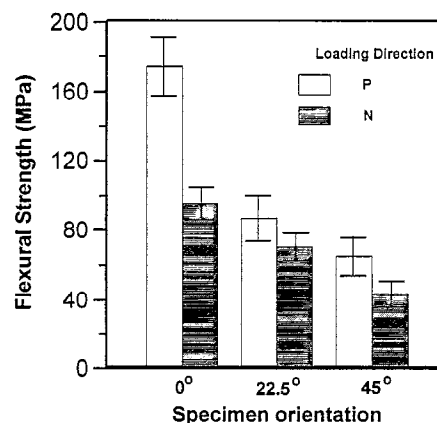 Flexural Strength (MPa)
200
160
120
80
40
0
Loading Direction
P
N
0°
22.5°
45°
Specimen orientation